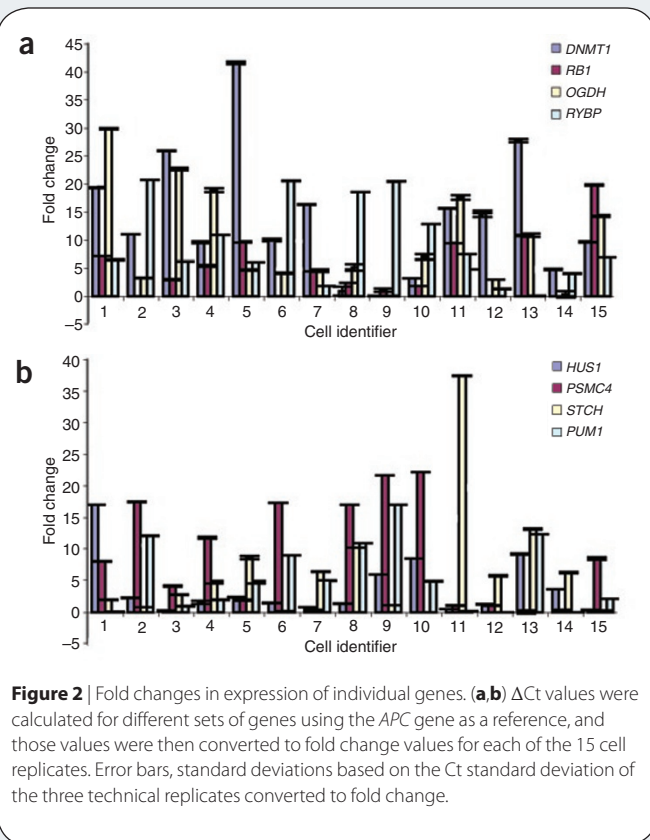 a
45
40
35
30
25
20
15
10
5
0
–5
Fold change
DNMT1
RB1
OGDH
RYBP
1 2 3 4 5 6 7 8 9 10 11 12 13 14 15
Cell identifier
b
40
35
30
25
20
15
10
5
0
–5
Fold change
HUS1
PSMC4
STCH
PUM1
1 2 3 4 5 6 7 8 9 10 11 12 13 14 15
Cell identifier
Figure 2 | Fold changes in expression of individual genes. (a,b) ΔCt values were
calculated for different sets of genes using the APC gene as a reference, and
those values were then converted to fold change values for each of the 15 cell
replicates. Error bars, standard deviations based on the Ct standard deviation of
the three technical replicates converted to fold change.